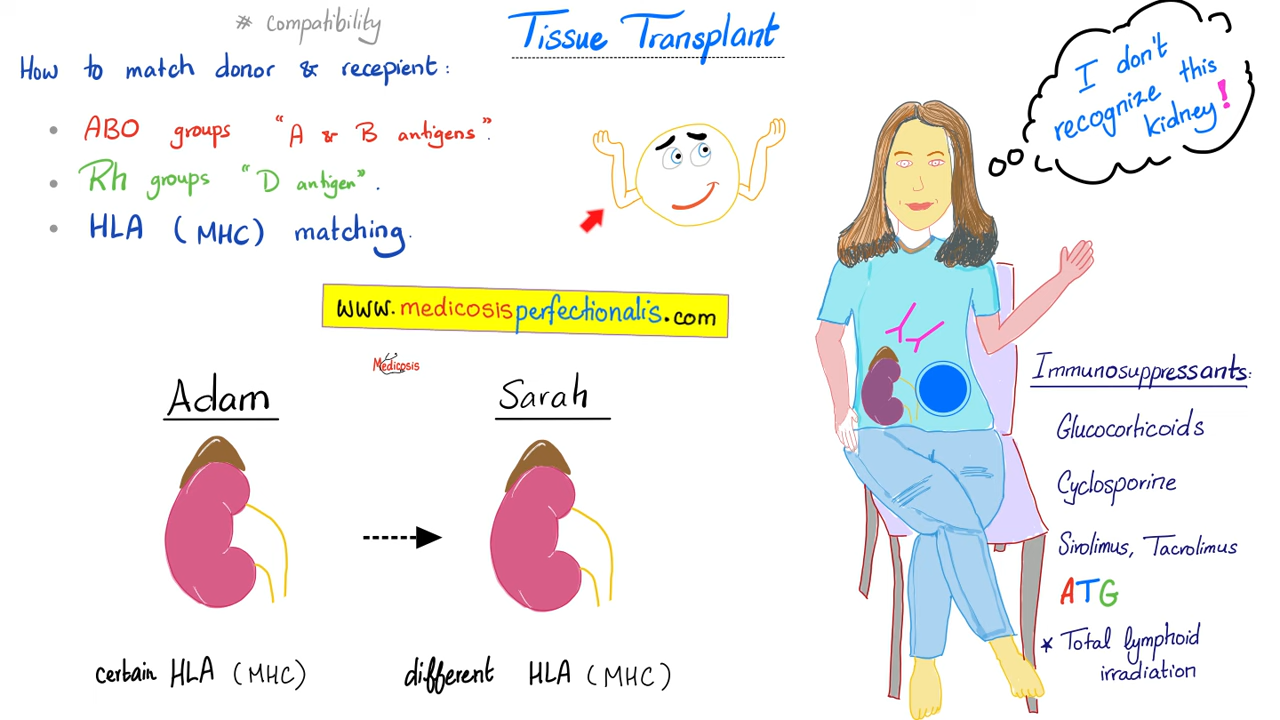 # Compatibility
Tissue Transplant
How to match donor & recepient:
• ABO groups "A & B antigens".
• Rh groups "D antigen".
• HLA (MHC) matching.
I don't
recognize this
kidney!
www.medicosisperfectionalis.com
Medicosis
Adam
Sarah
certain HLA (MHC)
different HLA (MHC)
Immunosuppressants:
Glucocorticoids
Cyclosporine
Sirolimus, Tacrolimus
ATG
* Total lymphoid
irradiation